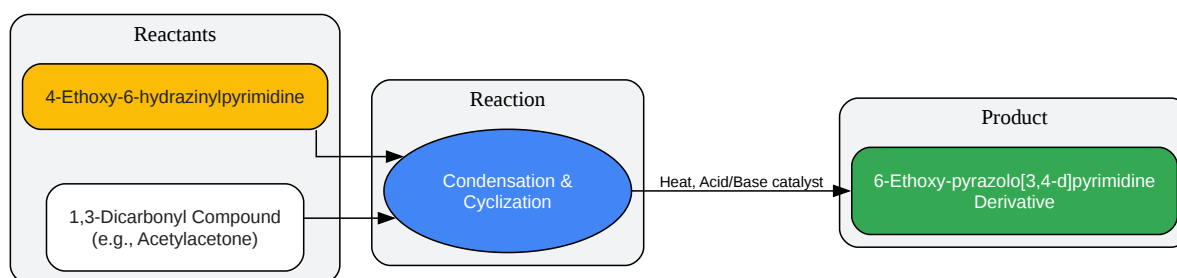 Reactants
4-Ethoxy-6-hydrazinylpyrimidine
1,3-Dicarbonyl Compound
(e.g., Acetylacetone)
Reaction
Condensation &
Cyclization
Heat, Acid/Base catalyst
Product
6-Ethoxy-pyrazolo[3,4-d]pyrimidine
Derivative